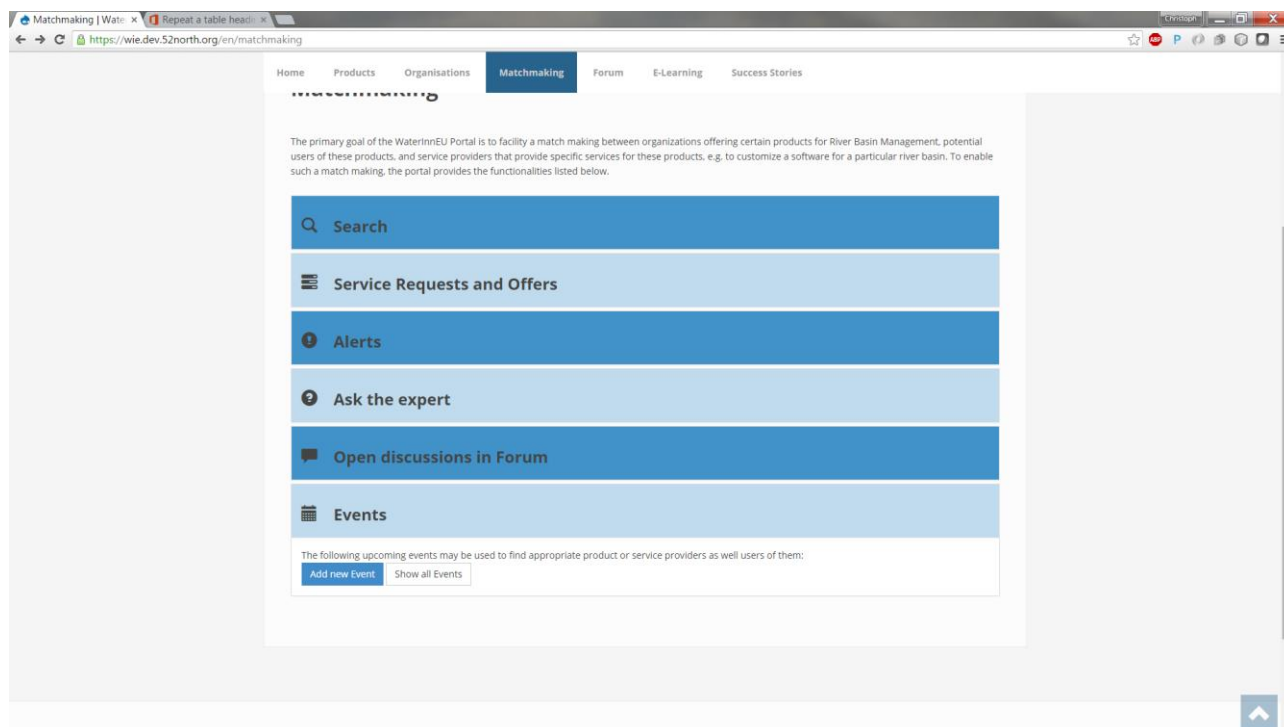 Matchmaking | Wate
Repeat a table headi
Christoph
https://wie.dev.52north.org/en/matchmaking
ABP
P
Home Products Organisations Matchmaking Forum E-Learning Success Stories
Matchmaking
The primary goal of the WaterInnEU Portal is to facility a match making between organizations offering certain products for River Basin Management, potential
users of these products, and service providers that provide specific services for these products, e.g. to customize a software for a particular river basin. To enable
such a match making, the portal provides the functionalities listed below.
Search
Service Requests and Offers
Alerts
Ask the expert
Open discussions in Forum
Events
The following upcoming events may be used to find appropriate product or service providers as well users of them:
Add new Event Show all Events